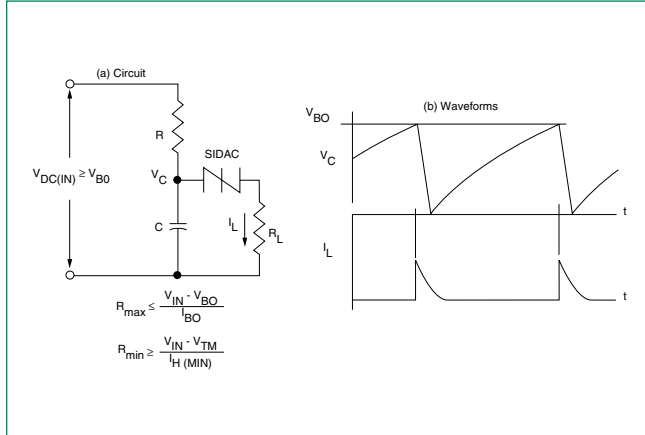 (a) Circuit
R
SIDAC
V_DC(IN) ≥ V_B0
V_C
C
I_L
R_L
R_max ≤ (V_IN - V_BO) / I_BO
R_min ≥ (V_IN - V_TM) / I_H (MIN)
(b) Waveforms
V_BO
V_C
t
I_L
t